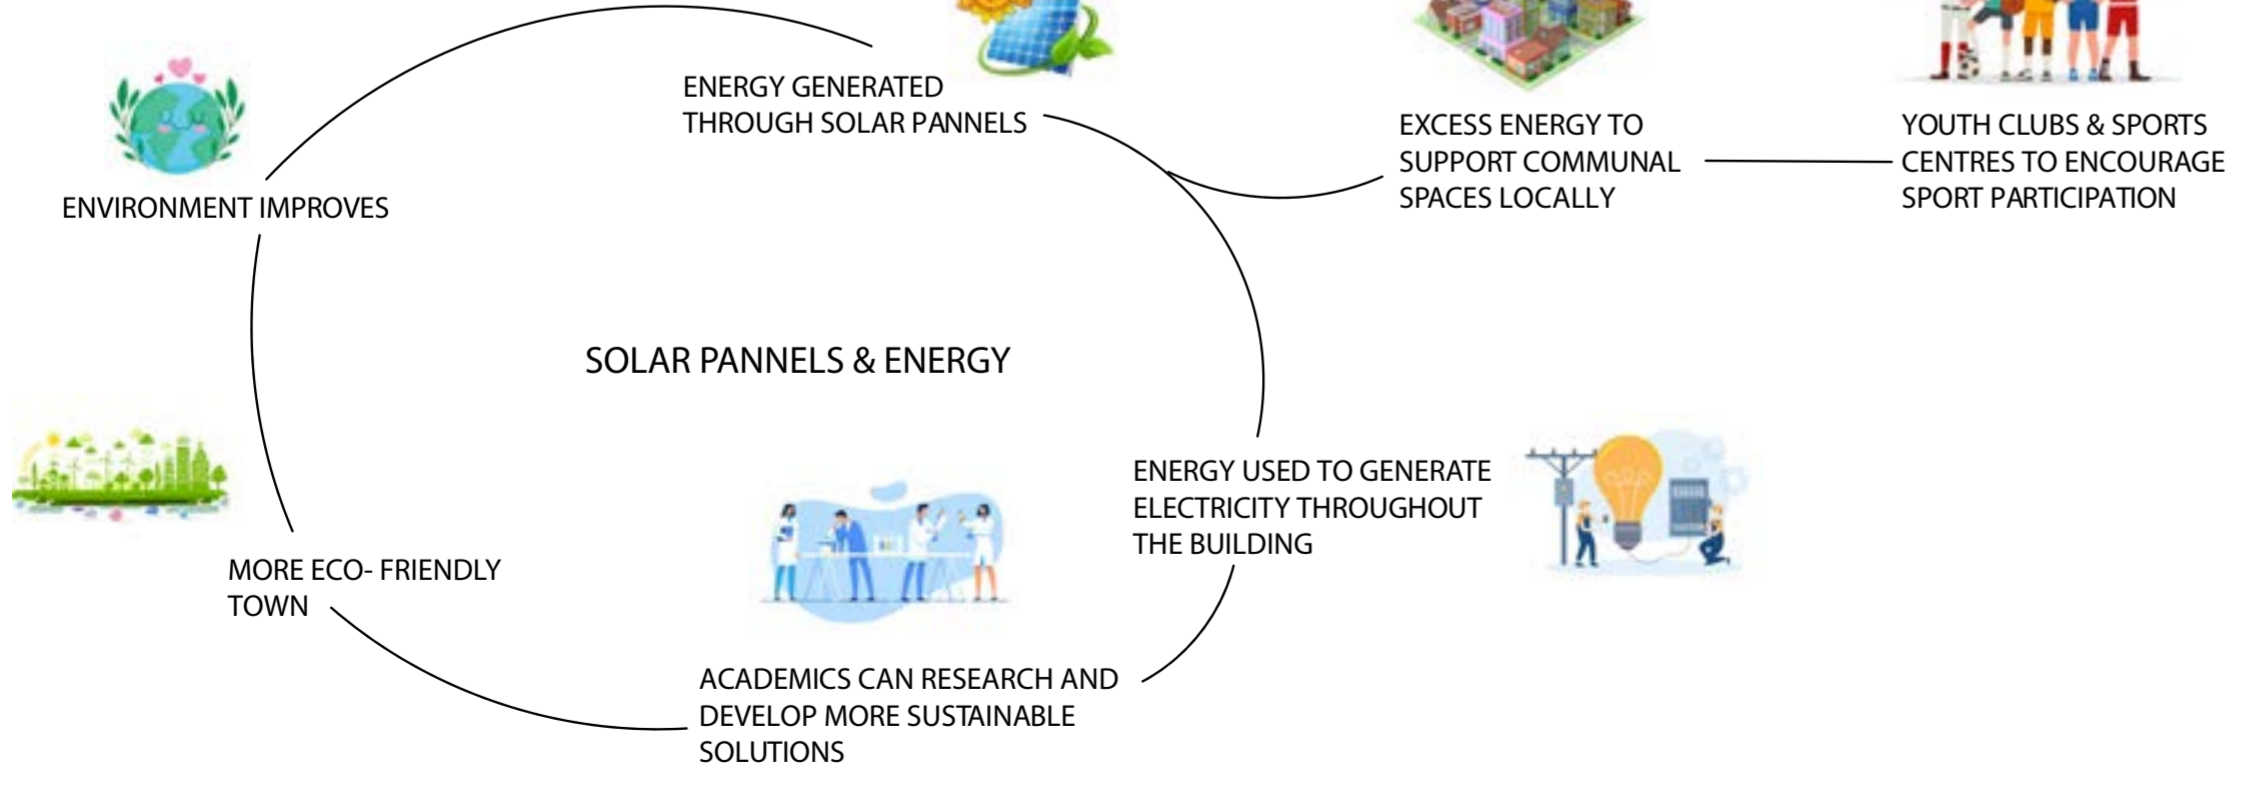 ENERGY GENERATED
THROUGH SOLAR PANNELS
EXCESS ENERGY TO
SUPPORT COMMUNAL
SPACES LOCALLY
YOUTH CLUBS & SPORTS
CENTRES TO ENCOURAGE
SPORT PARTICIPATION
ENVIRONMENT IMPROVES
SOLAR PANNELS & ENERGY
ENERGY USED TO GENERATE
ELECTRICITY THROUGHOUT
THE BUILDING
MORE ECO- FRIENDLY
TOWN
ACADEMICS CAN RESEARCH AND
DEVELOP MORE SUSTAINABLE
SOLUTIONS